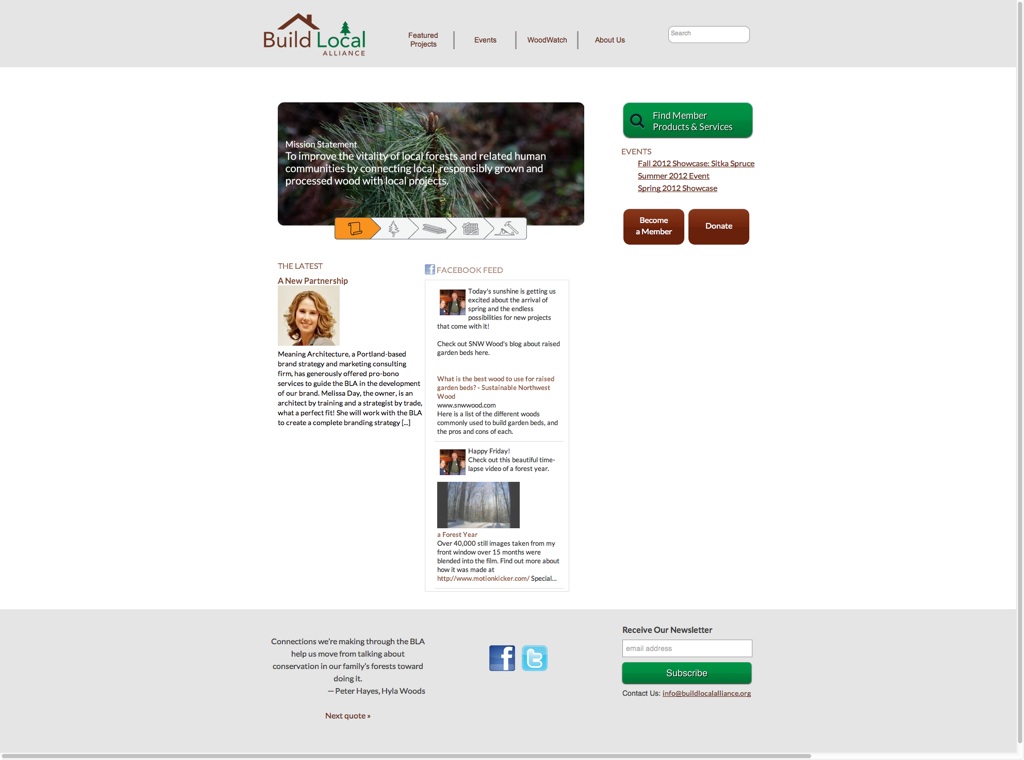 Build Local
ALLIANCE
Featured
Projects
Events
WoodWatch
About Us
Search
Mission Statement
To improve the vitality of local forests and related human
communities by connecting local, responsibly grown and
processed wood with local projects.
Find Member
Products & Services
EVENTS
Fall 2012 Showcase: Sitka Spruce
Summer 2012 Event
Spring 2012 Showcase
Become
a Member
Donate
THE LATEST
A New Partnership
Meaning Architecture, a Portland-based
brand strategy and marketing consulting
firm, has generously offered pro-bono
services to guide the BLA in the development
of our brand. Melissa Day, the owner, is an
architect by training and a strategist by trade,
what a perfect fit! She will work with the BLA
to create a complete branding strategy [...]
FACEBOOK FEED
Today's sunshine is getting us
excited about the arrival of
spring and the endless
possibilities for new projects
that come with it!
Check out SNW Wood's blog about raised
garden beds here.
What is the best wood to use for raised
garden beds? - Sustainable Northwest
Wood
www.snwwood.com
Here is a list of the different woods
commonly used to build garden beds, and
the pros and cons of each.
Happy Friday!
Check out this beautiful time-
lapse video of a forest year.
a Forest Year
Over 40,000 still images taken from my
front window over 15 months were
blended into the film. Find out more about
how it was made at
http://www.motionkicker.com/ Special...
Connections we're making through the BLA
help us move from talking about
conservation in our family's forests toward
doing it.
— Peter Hayes, Hyla Woods
Next quote »
Receive Our Newsletter
email address
Subscribe
Contact Us: info@buildlocalalliance.org